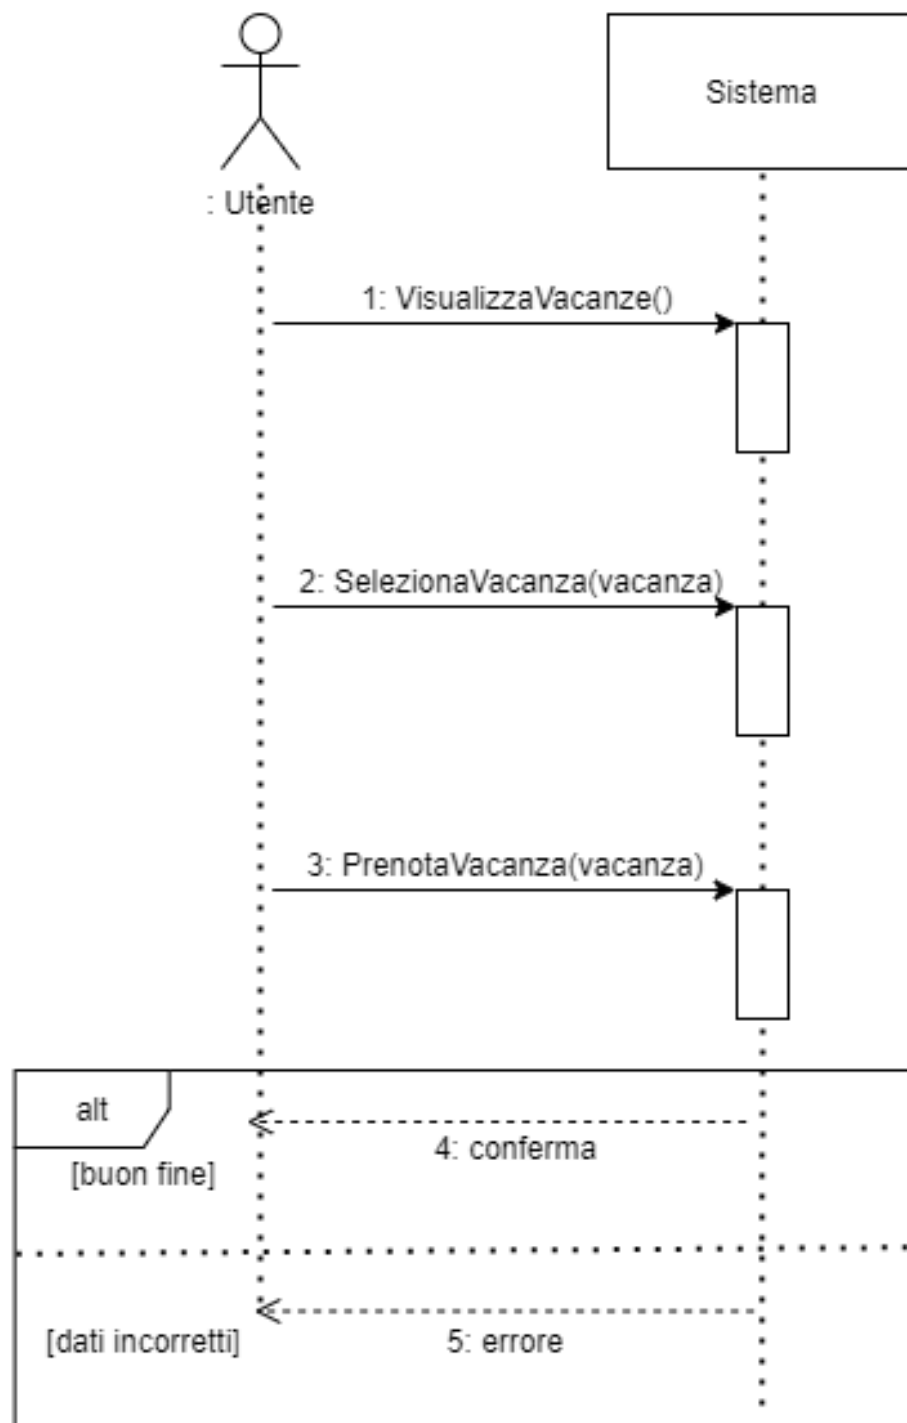 Sistema
: Utente
1: VisualizzaVacanze()
2: SelezionaVacanza(vacanza)
3: PrenotaVacanza(vacanza)
alt
4: conferma
[buon fine]
[dati incorretti]
5: errore